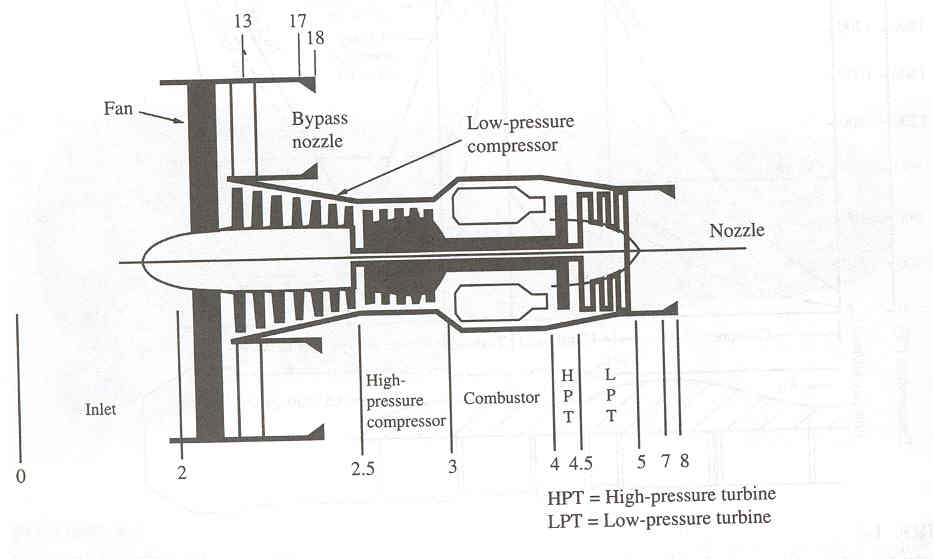 13
17
18
Fan
Bypass
nozzle
Low-pressure
compressor
Nozzle
Inlet
High-
pressure
compressor
Combustor
H
P
T
L
P
T
0
2
2.5
3
4
4.5
5
7
8
HPT = High-pressure turbine
LPT = Low-pressure turbine